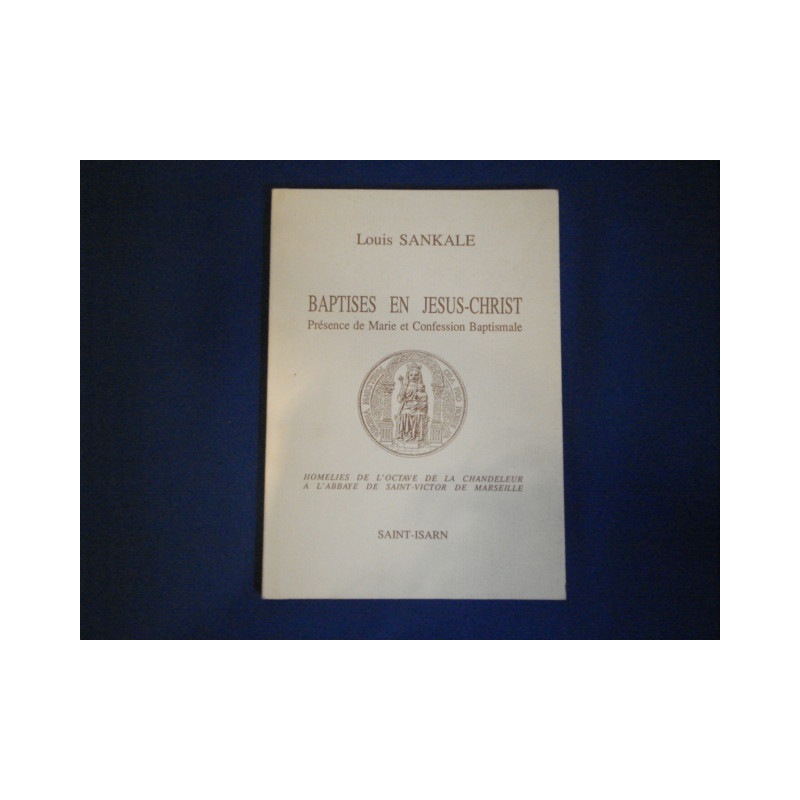 Louis SANKALE
BAPTISES EN JESUS-CHRIST
Présence de Marie et Confession Baptismale
HOMELIES DE L'OCTAVE DE LA CHANDELEUR
A L'ABBAYE DE SAINT-VICTOR DE MARSEILLE
SAINT-ISARN